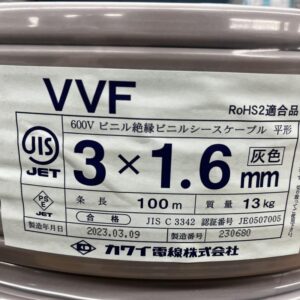 VVF
RoHS2適合品
600V ビニル絶縁ビニルシースケーブル 平形
JIS
JET
3×1.6mm
灰色
PS
E
JET
条長 100m 質量 13kg
合格 JIS C 3342 認証番号 JE0507005
製造年月日 2023.03.09 製造番号 230680
カワイ電線株式会社